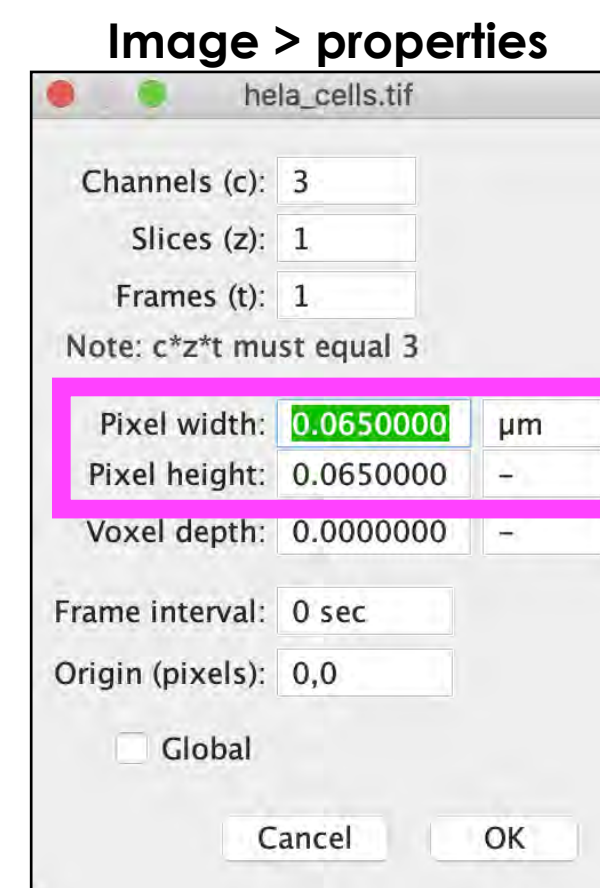 Image > properties
hela_cells.tif
Channels (c): 3
Slices (z): 1
Frames (t): 1
Note: c*z*t must equal 3
Pixel width: 0.0650000 µm
Pixel height: 0.0650000 –
Voxel depth: 0.0000000 –
Frame interval: 0 sec
Origin (pixels): 0,0
Global
Cancel OK